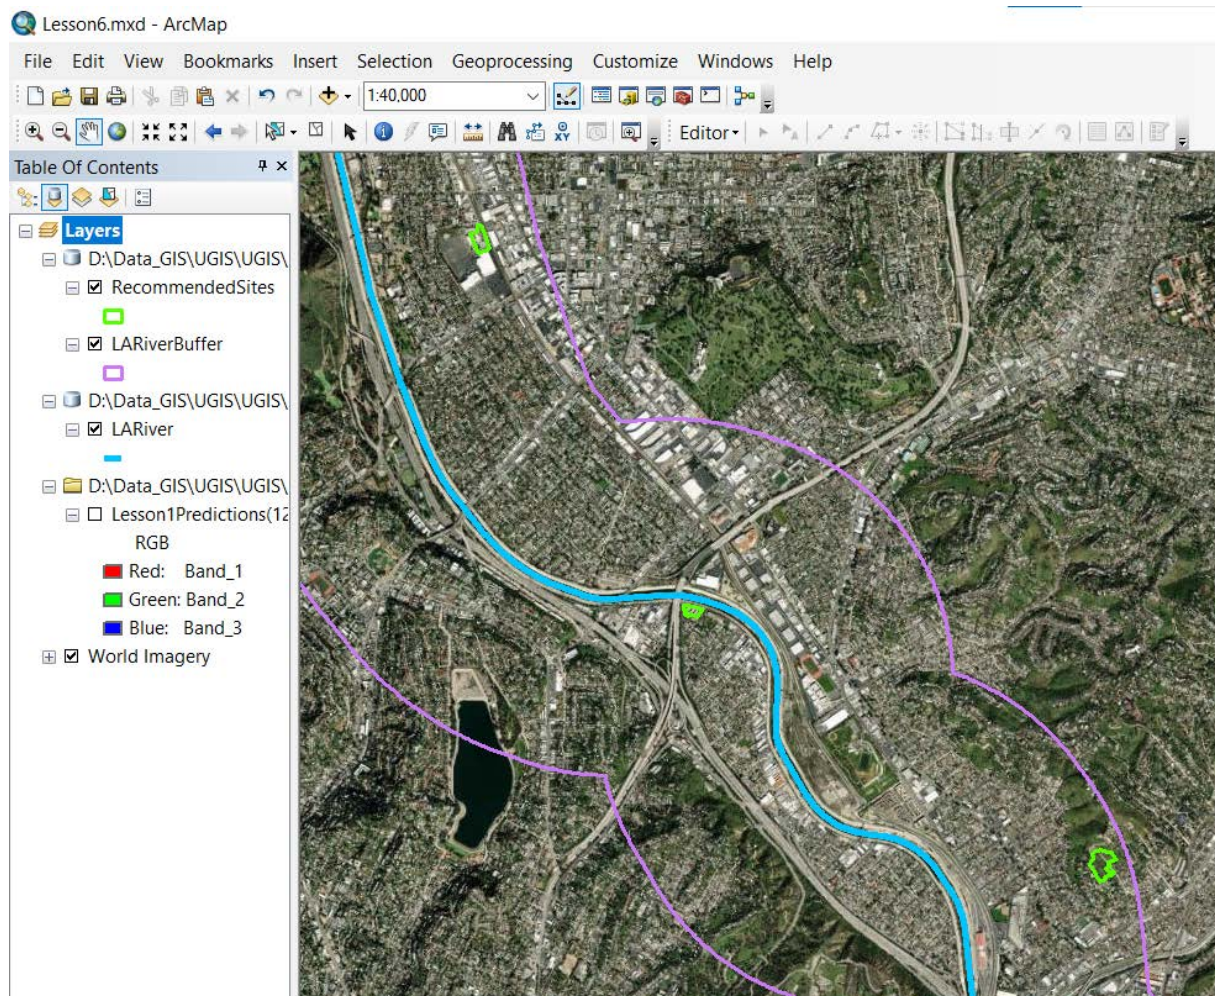 Lesson6.mxd - ArcMap
File Edit View Bookmarks Insert Selection Geoprocessing Customize Windows Help
1:40,000
XY Editor
Table Of Contents
Layers
D:\Data_GIS\UGIS\UGIS\
RecommendedSites
LARiverBuffer
D:\Data_GIS\UGIS\UGIS\
LARiver
D:\Data_GIS\UGIS\UGIS\
Lesson1Predictions(12
RGB
Red: Band_1
Green: Band_2
Blue: Band_3
World Imagery